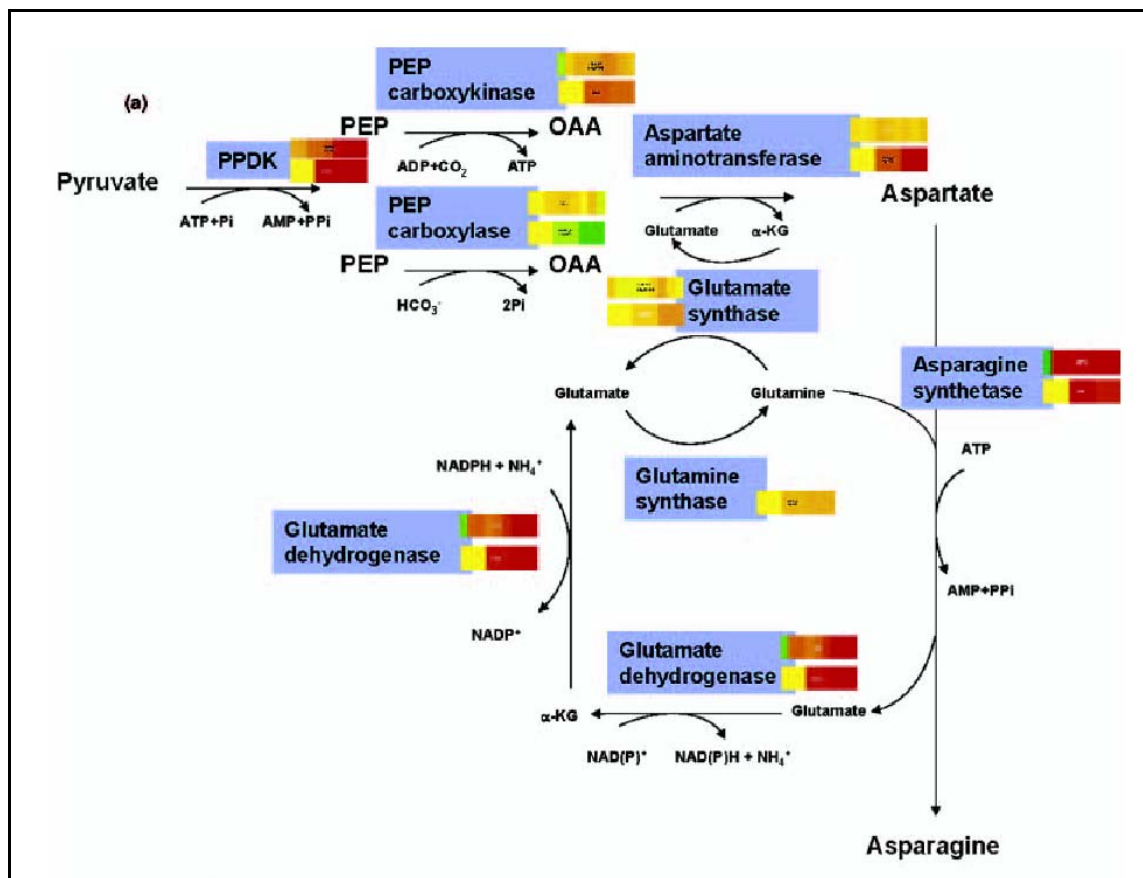 (a)
PEP
carboxykinase
PEP
OAA
ADP+CO₂
ATP
PPDK
Pyruvate
ATP+Pi
AMP+PPi
Aspartate
aminotransferase
Aspartate
PEP
carboxylase
PEP
OAA
HCO₃⁻
2Pi
Glutamate
α-KG
Glutamate
synthase
Glutamate
Glutamine
Asparagine
synthetase
ATP
NADPH + NH₄⁺
Glutamine
synthase
Glutamate
dehydrogenase
AMP+PPi
NADP⁺
Glutamate
dehydrogenase
α-KG
Glutamate
NAD(P)⁺
NAD(P)H + NH₄⁺
Asparagine